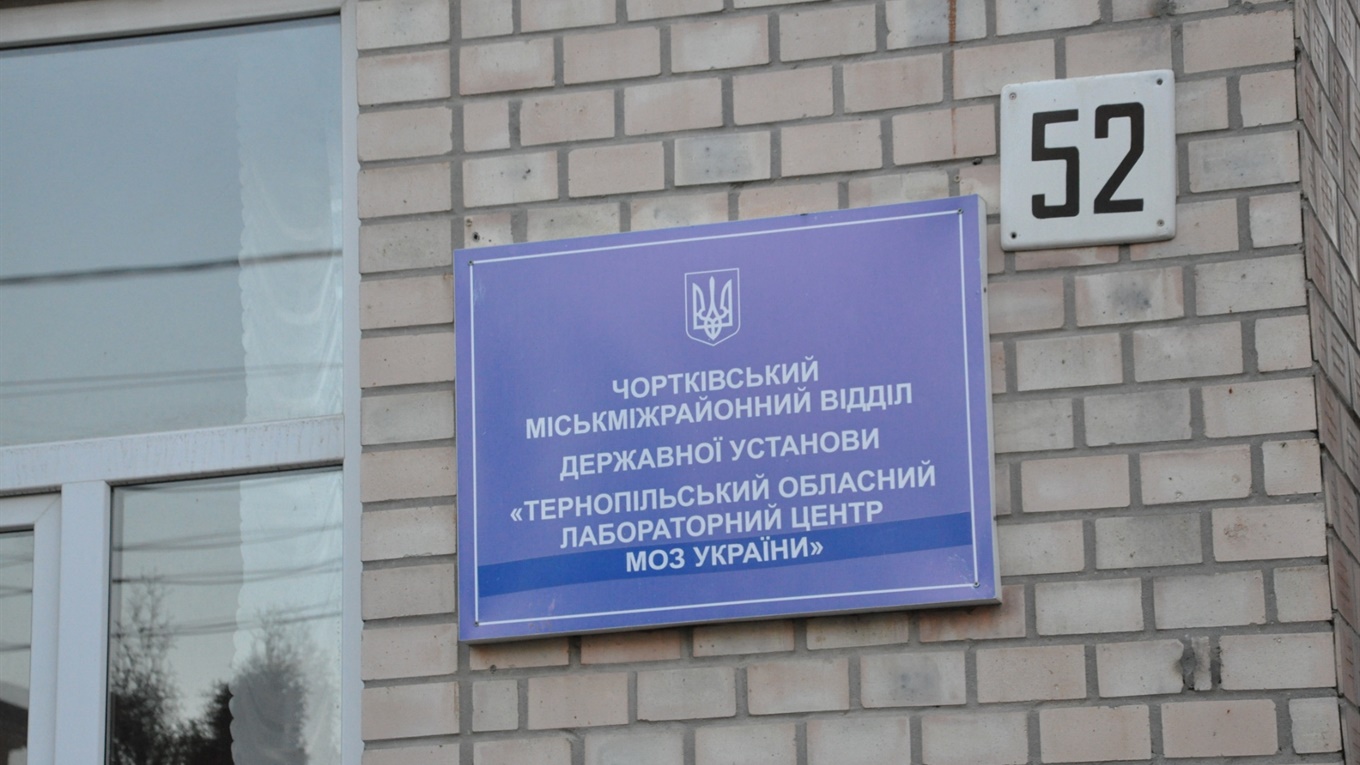 52
ЧОРТКІВСЬКИЙ
МІСЬКМІЖРАЙОННИЙ ВІДДІЛ
ДЕРЖАВНОЇ УСТАНОВИ
«ТЕРНОПІЛЬСЬКИЙ ОБЛАСНИЙ
ЛАБОРАТОРНИЙ ЦЕНТР
МОЗ УКРАЇНИ»